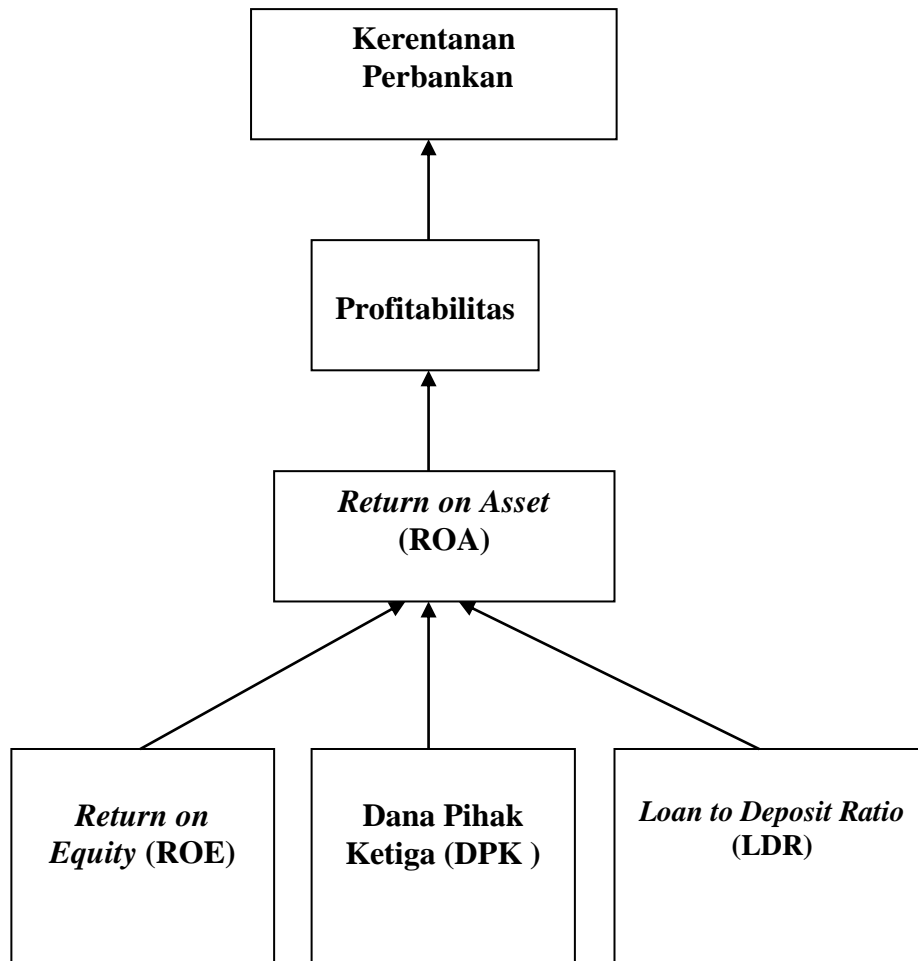 Kerentanan
Perbankan
Profitabilitas
Return on Asset
(ROA)
Return on
Equity (ROE)
Dana Pihak
Ketiga (DPK )
Loan to Deposit Ratio
(LDR)